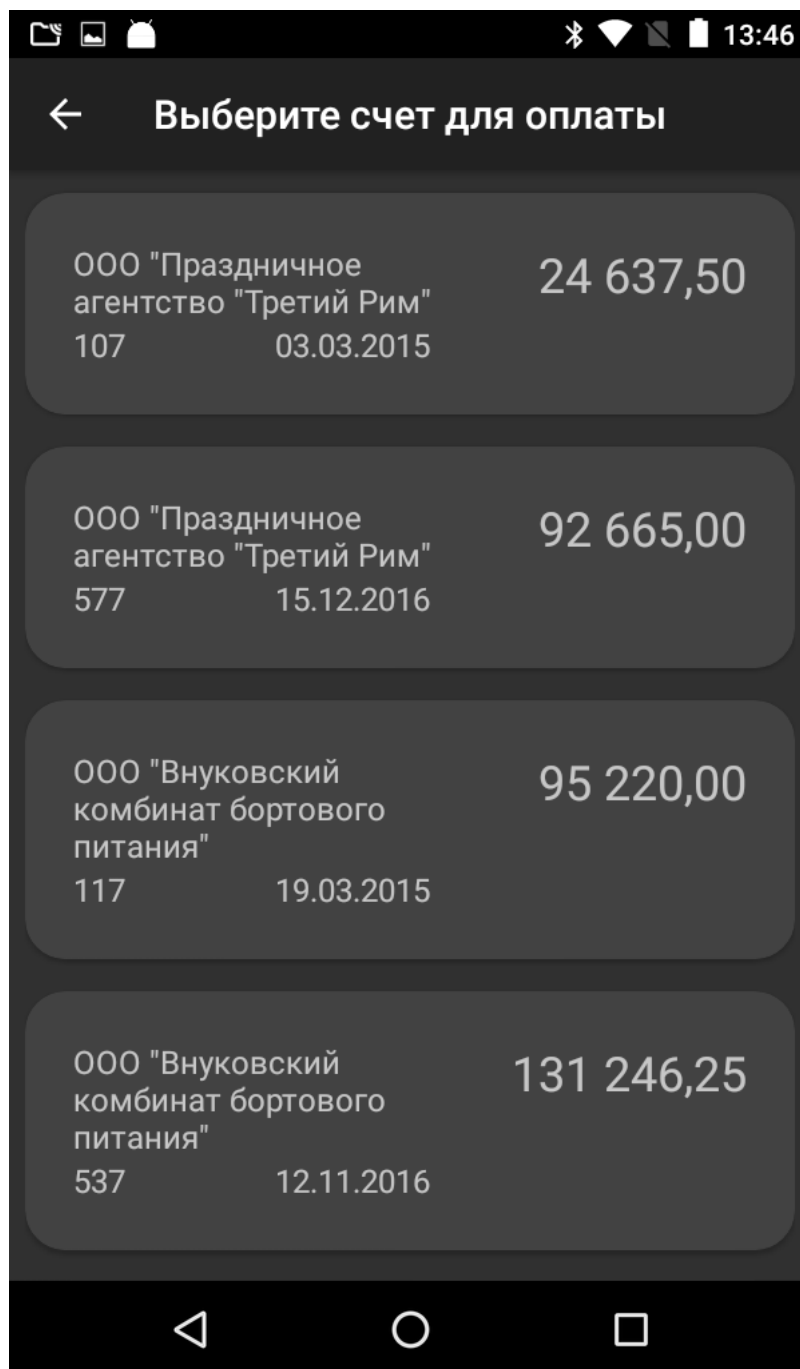 13:46
Выберите счет для оплаты
ООО "Праздничное
агентство "Третий Рим"
24 637,50
107 03.03.2015
ООО "Праздничное
агентство "Третий Рим"
92 665,00
577 15.12.2016
ООО "Внуковский
комбинат бортового
питания"
95 220,00
117 19.03.2015
ООО "Внуковский
комбинат бортового
питания"
131 246,25
537 12.11.2016